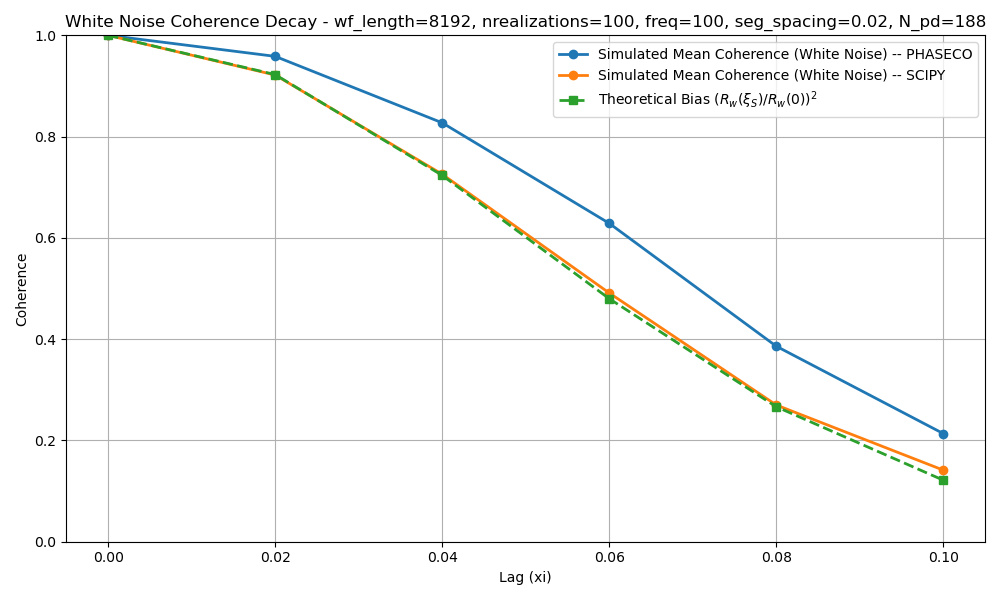 White Noise Coherence Decay - wf_length=8192, nrealizations=100, freq=100, seg_spacing=0.02, N_pd=188
Simulated Mean Coherence (White Noise) -- PHASECO
Simulated Mean Coherence (White Noise) -- SCIPY
Theoretical Bias $(R_w(\xi_S)/R_w(0))^2$
Coherence
1.0
0.8
0.6
0.4
0.2
0.0
0.00 0.02 0.04 0.06 0.08 0.10
Lag (xi)